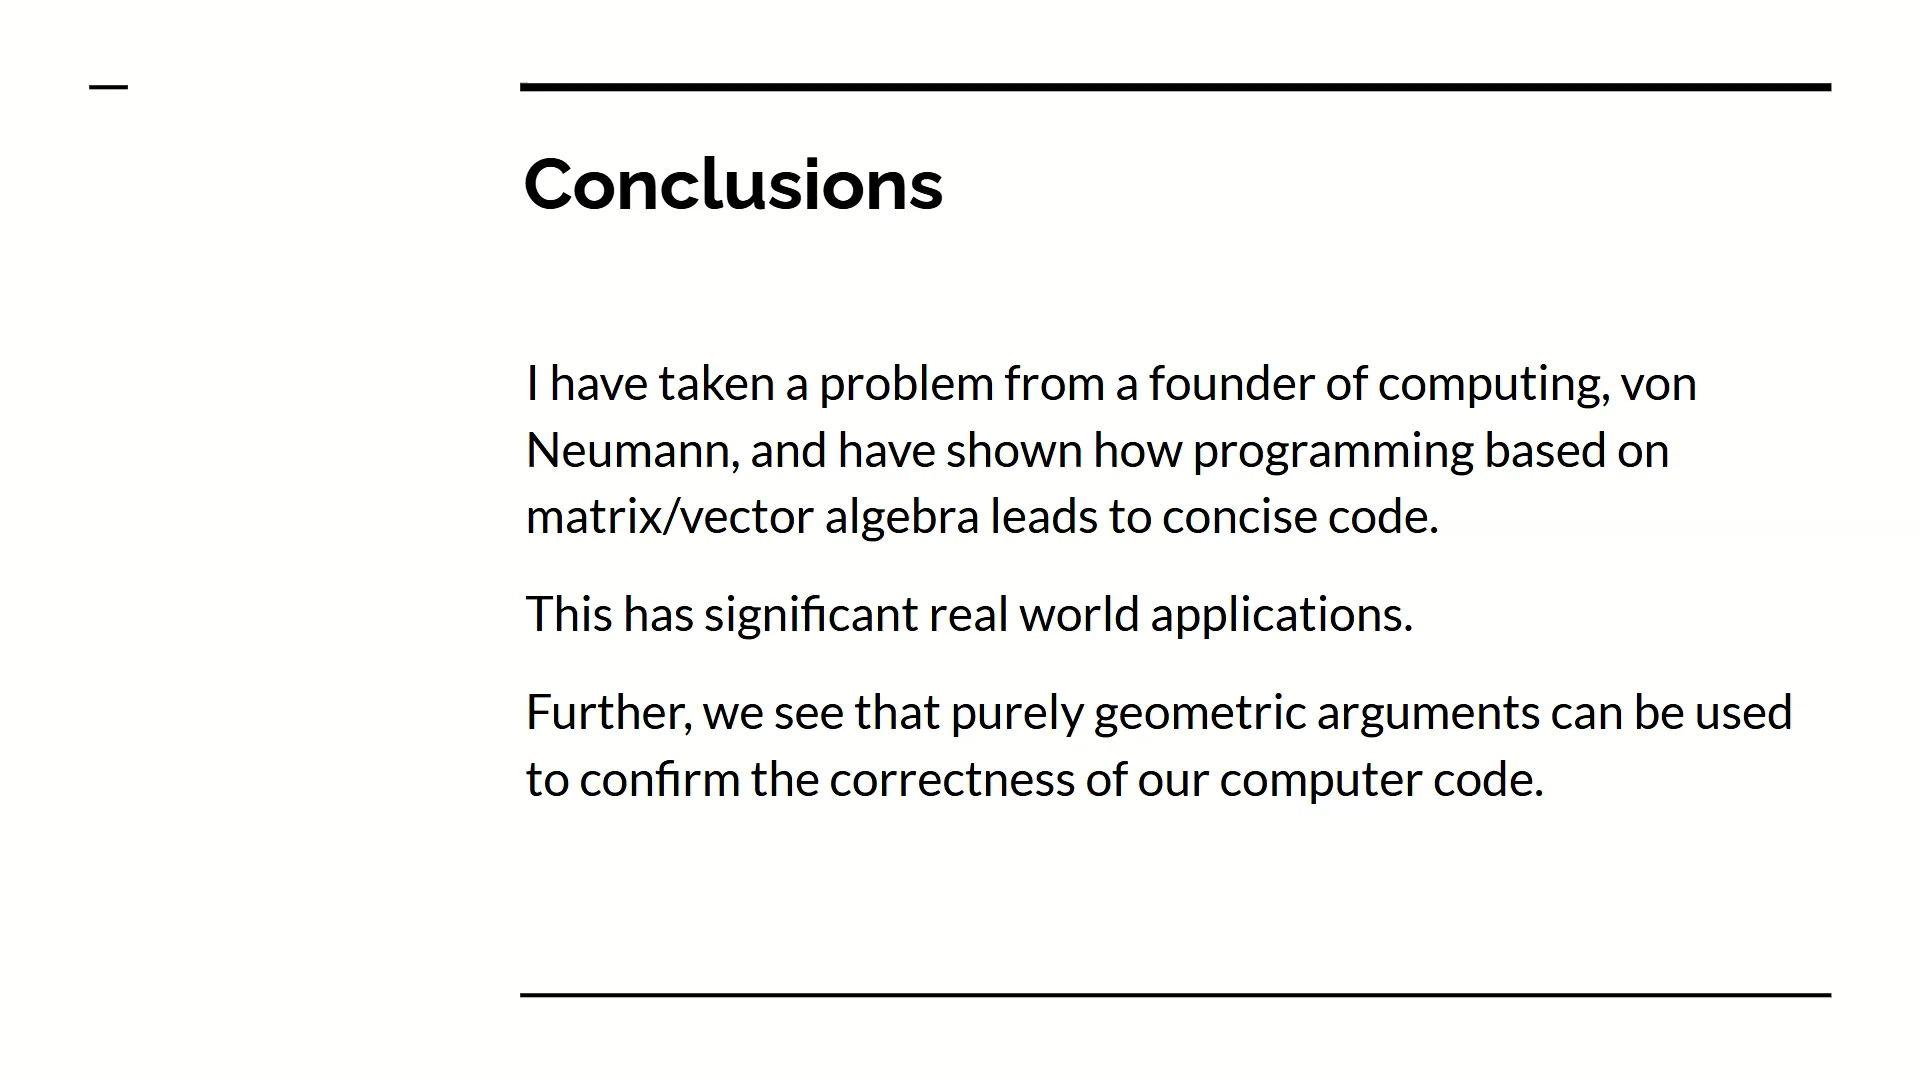 Conclusions
I have taken a problem from a founder of computing, von
Neumann, and have shown how programming based on
matrix/vector algebra leads to concise code.
This has significant real world applications.
Further, we see that purely geometric arguments can be used
to confirm the correctness of our computer code.